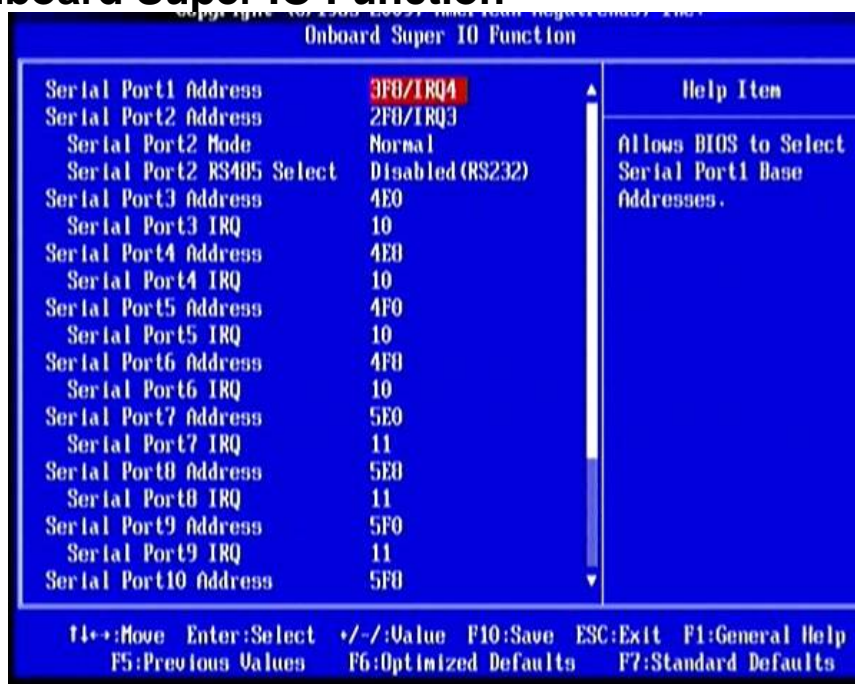 board Super IO Function
Onboard Super IO Function
Serial Port1 Address 3F8/IRQ4
Serial Port2 Address 2F8/IRQ3
Serial Port2 Mode Normal
Serial Port2 RS485 Select Disabled(RS232)
Serial Port3 Address 4E0
Serial Port3 IRQ 10
Serial Port4 Address 4E8
Serial Port4 IRQ 10
Serial Port5 Address 4F0
Serial Port5 IRQ 10
Serial Port6 Address 4F8
Serial Port6 IRQ 10
Serial Port7 Address 5E0
Serial Port7 IRQ 11
Serial Port8 Address 5E8
Serial Port8 IRQ 11
Serial Port9 Address 5F0
Serial Port9 IRQ 11
Serial Port10 Address 5F8
Help Item
Allows BIOS to Select
Serial Port1 Base
Addresses.
↑↓←→:Move Enter:Select +/-/:Value F10:Save ESC:Exit F1:General Help
F5:Previous Values F6:Optimized Defaults F7:Standard Defaults